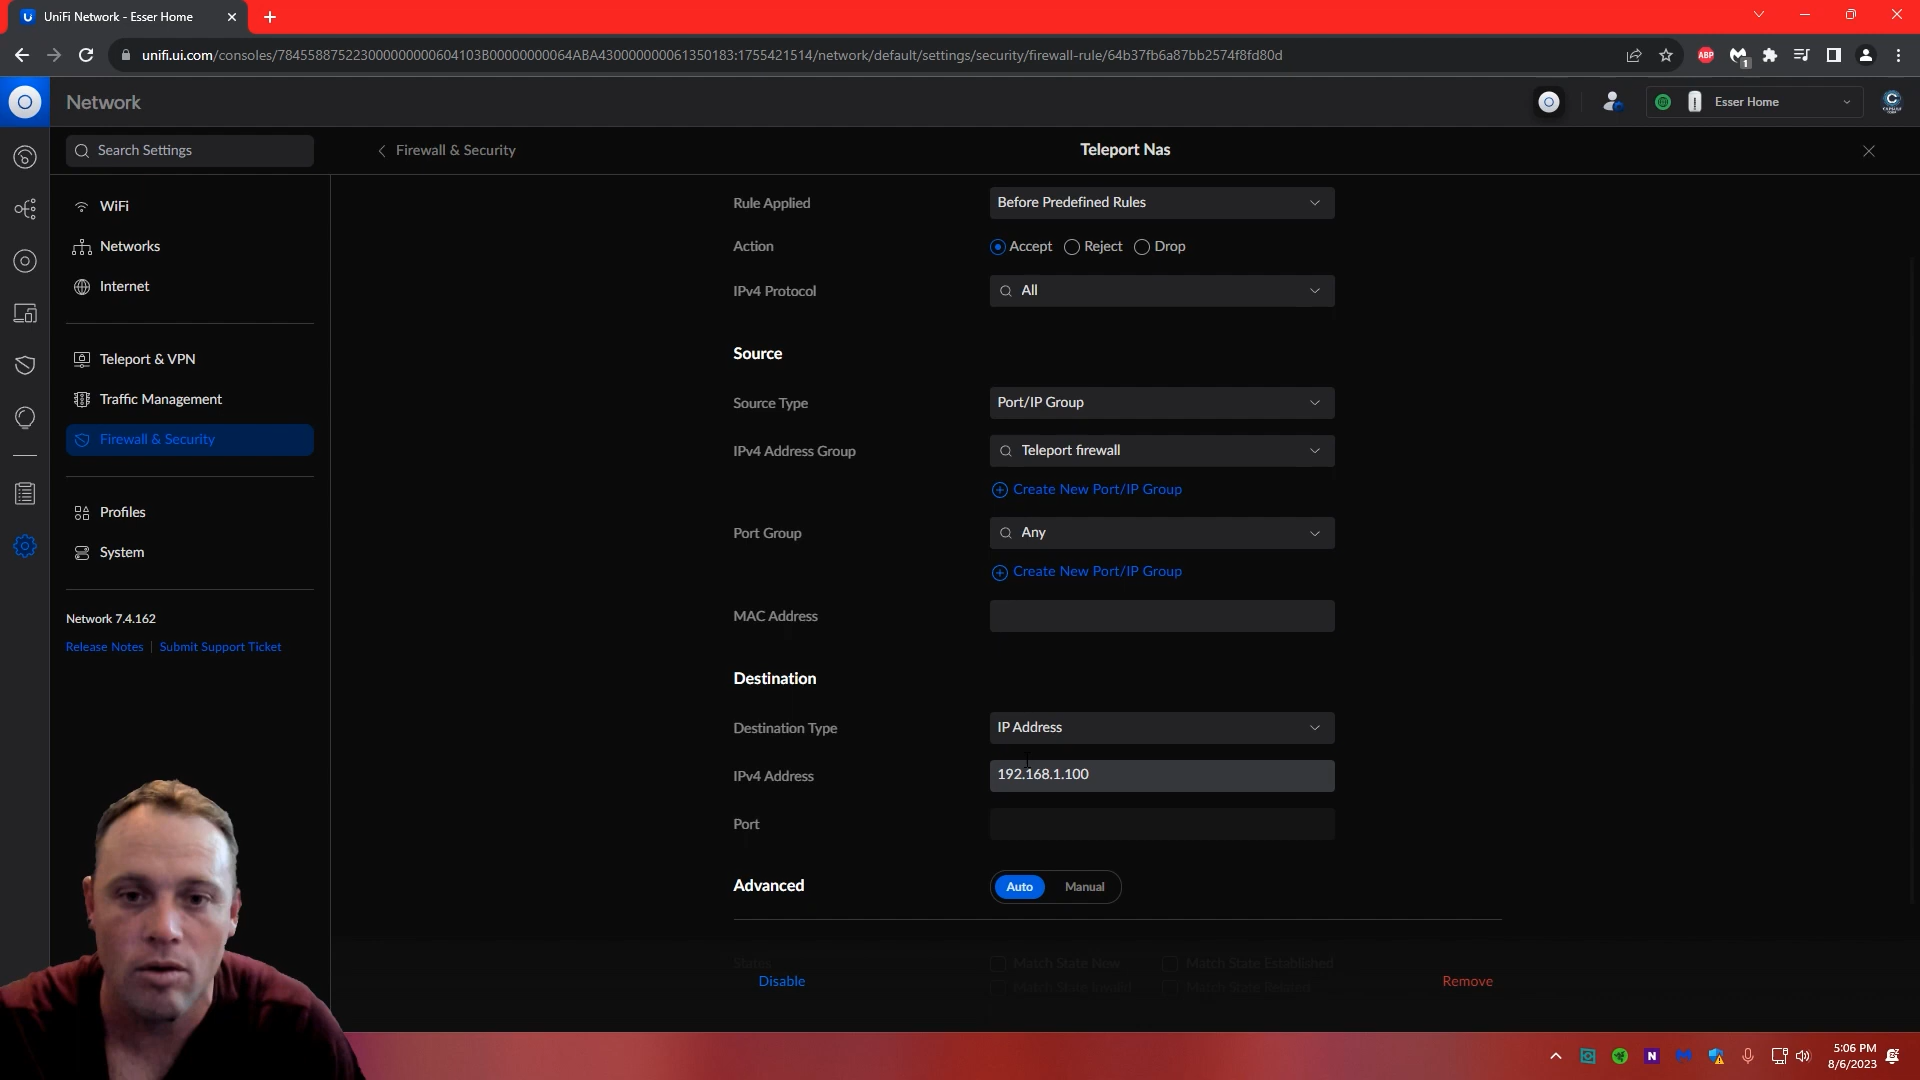 UniFi Network - Esser Home
unifi.ui.com/consoles/7845588752230000000000604103B00000000064ABA430000000061350183:1755421514/network/default/settings/security/firewall-rule/64b37fb6a87bb2574f8fd80d
ABP
1
Network
Esser Home
Search Settings
Firewall & Security
Teleport Nas
WiFi
Networks
Internet
Teleport & VPN
Traffic Management
Firewall & Security
Profiles
System
Network 7.4.162
Release Notes | Submit Support Ticket
Rule Applied
Before Predefined Rules
Action
Accept Reject Drop
IPv4 Protocol
All
Source
Source Type
Port/IP Group
IPv4 Address Group
Teleport firewall
Create New Port/IP Group
Port Group
Any
Create New Port/IP Group
MAC Address
Destination
Destination Type
IP Address
IPv4 Address
192.168.1.100
Port
Advanced
Auto Manual
States
Match State New Match State Established
Match State Invalid Match State Related
Disable
Remove
5:06 PM
8/6/2023